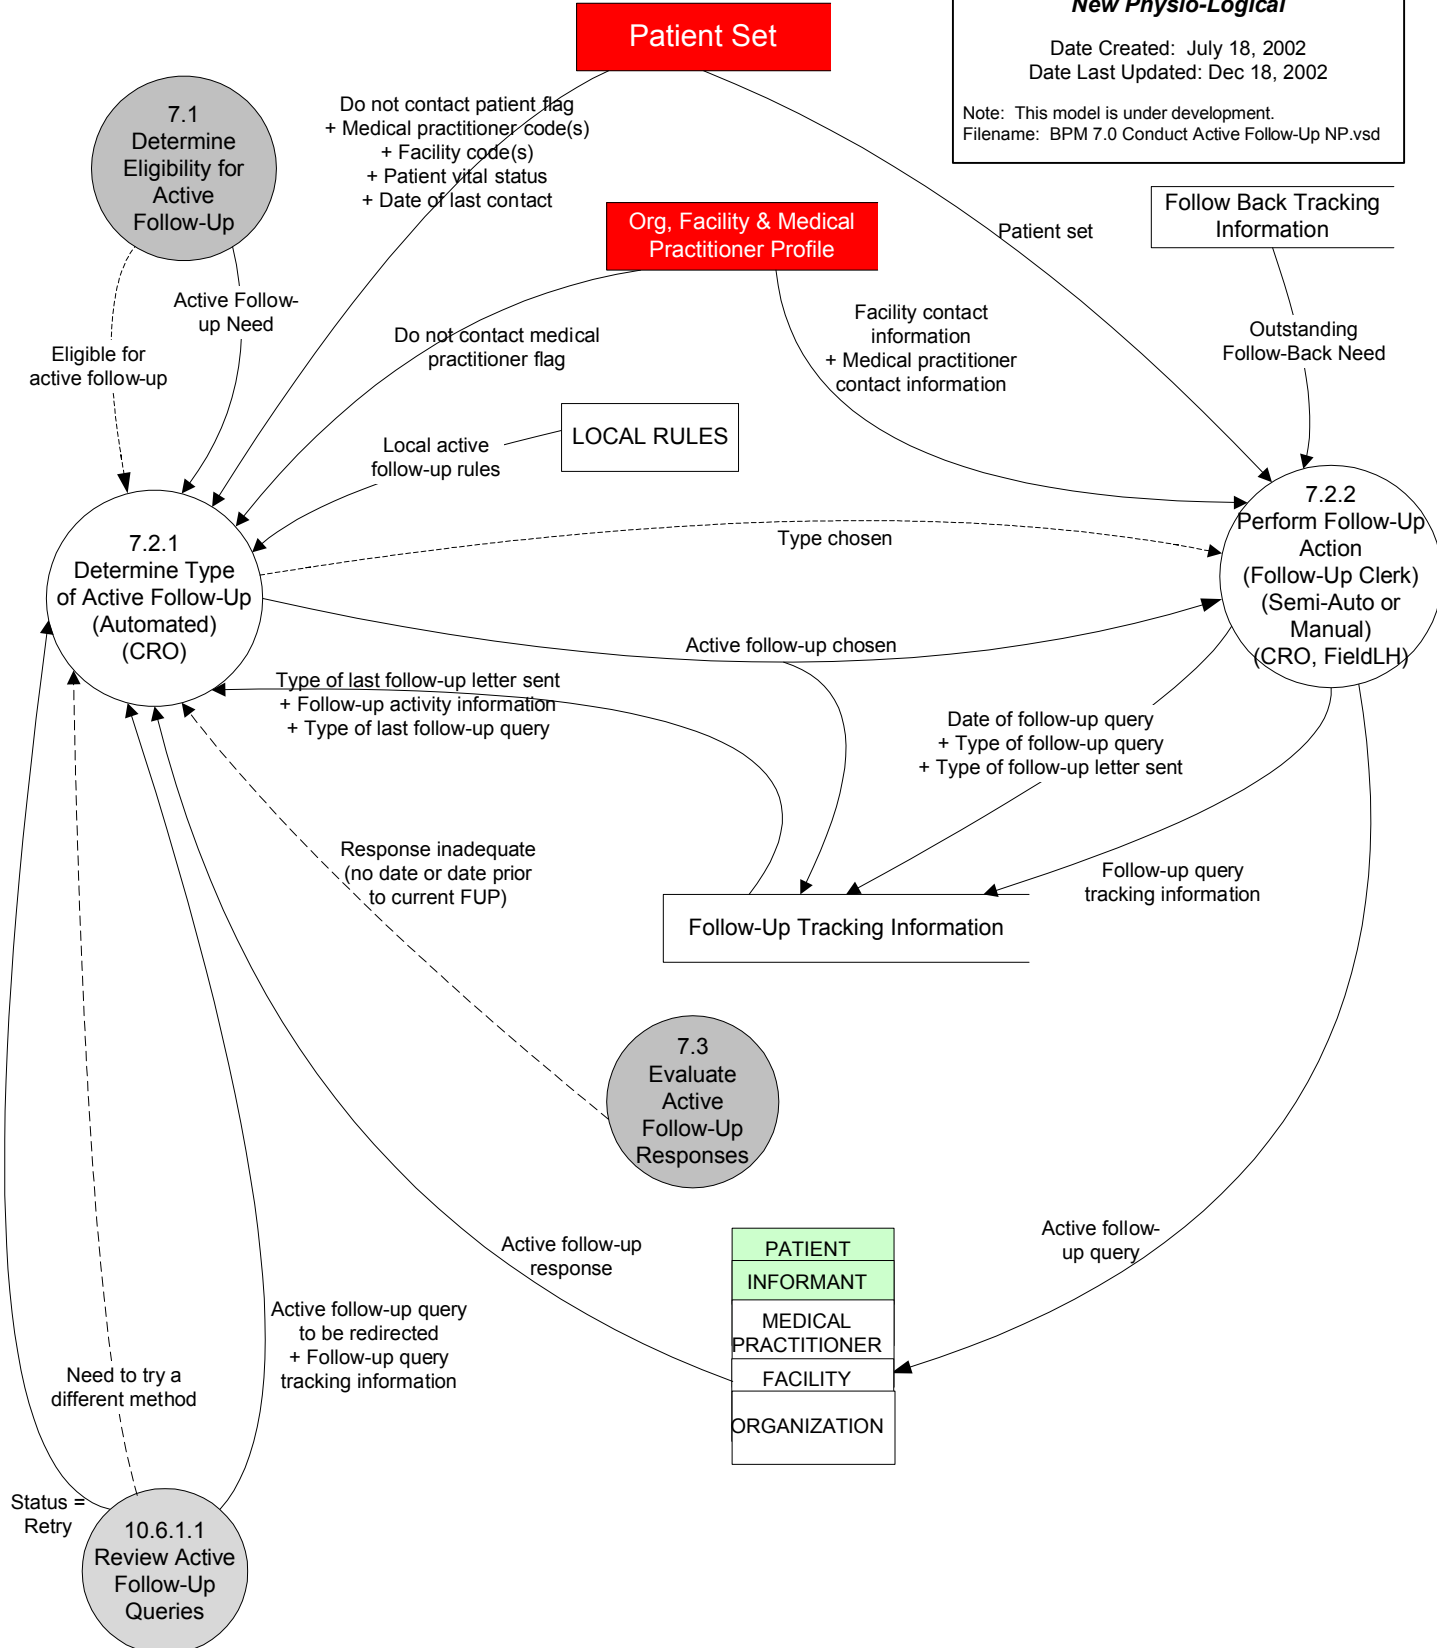 New Physio-Logical
Date Created: July 18, 2002
Date Last Updated: Dec 18, 2002
Note: This model is under development.
Filename: BPM 7.0 Conduct Active Follow-Up NP.vsd
Patient Set
7.1
Determine
Eligibility for
Active
Follow-Up
Do not contact patient flag
+ Medical practitioner code(s)
+ Facility code(s)
+ Patient vital status
+ Date of last contact
Org, Facility & Medical
Practitioner Profile
Patient set
Follow Back Tracking
Information
Active Follow-
up Need
Eligible for
active follow-up
Do not contact medical
practitioner flag
Facility contact
information
+ Medical practitioner
contact information
Outstanding
Follow-Back Need
Local active
follow-up rules
LOCAL RULES
7.2.1
Determine Type
of Active Follow-Up
(Automated)
(CRO)
Type chosen
7.2.2
Perform Follow-Up
Action
(Follow-Up Clerk)
(Semi-Auto or
Manual)
(CRO, FieldLH)
Active follow-up chosen
Type of last follow-up letter sent
+ Follow-up activity information
+ Type of last follow-up query
Date of follow-up query
+ Type of follow-up query
+ Type of follow-up letter sent
Response inadequate
(no date or date prior
to current FUP)
Follow-up query
tracking information
Follow-Up Tracking Information
7.3
Evaluate
Active
Follow-Up
Responses
Active follow-up
response
Active follow-
up query
PATIENT
INFORMANT
MEDICAL
PRACTITIONER
FACILITY
ORGANIZATION
Active follow-up query
to be redirected
+ Follow-up query
tracking information
Need to try a
different method
Status =
Retry
10.6.1.1
Review Active
Follow-Up
Queries